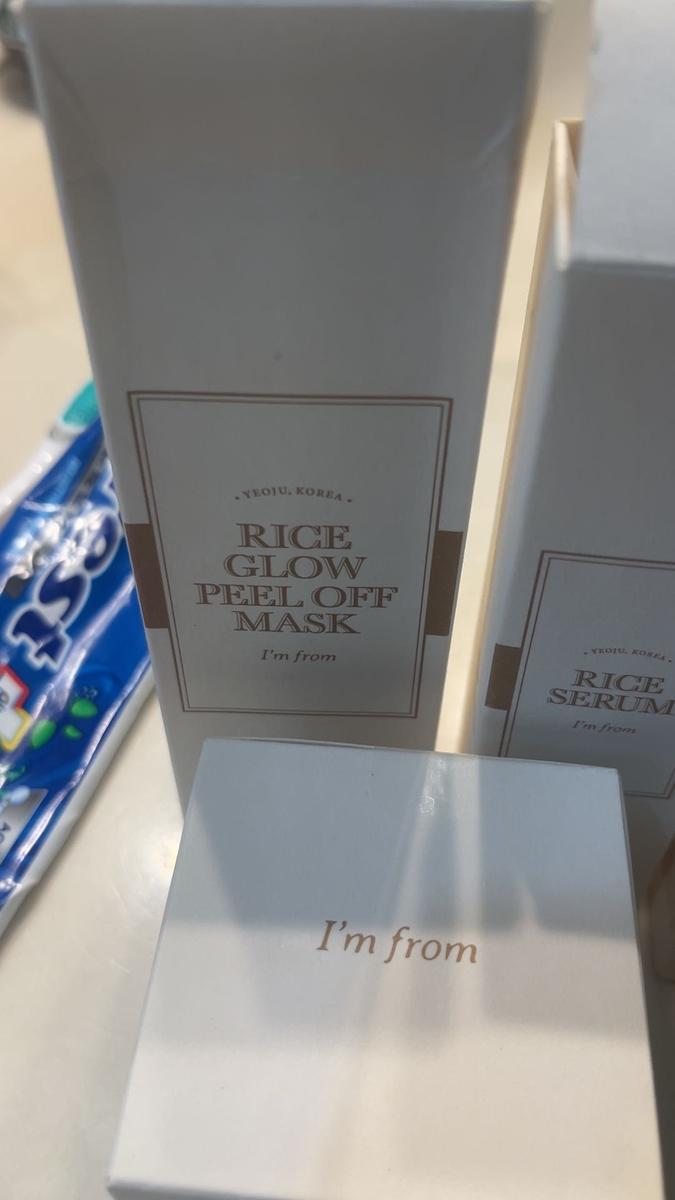 • YEOJU, KOREA •
RICE
GLOW
PEEL OFF
MASK
I'm from
• YEOJU, KOREA •
RICE
SERUM
I'm from
I'm from